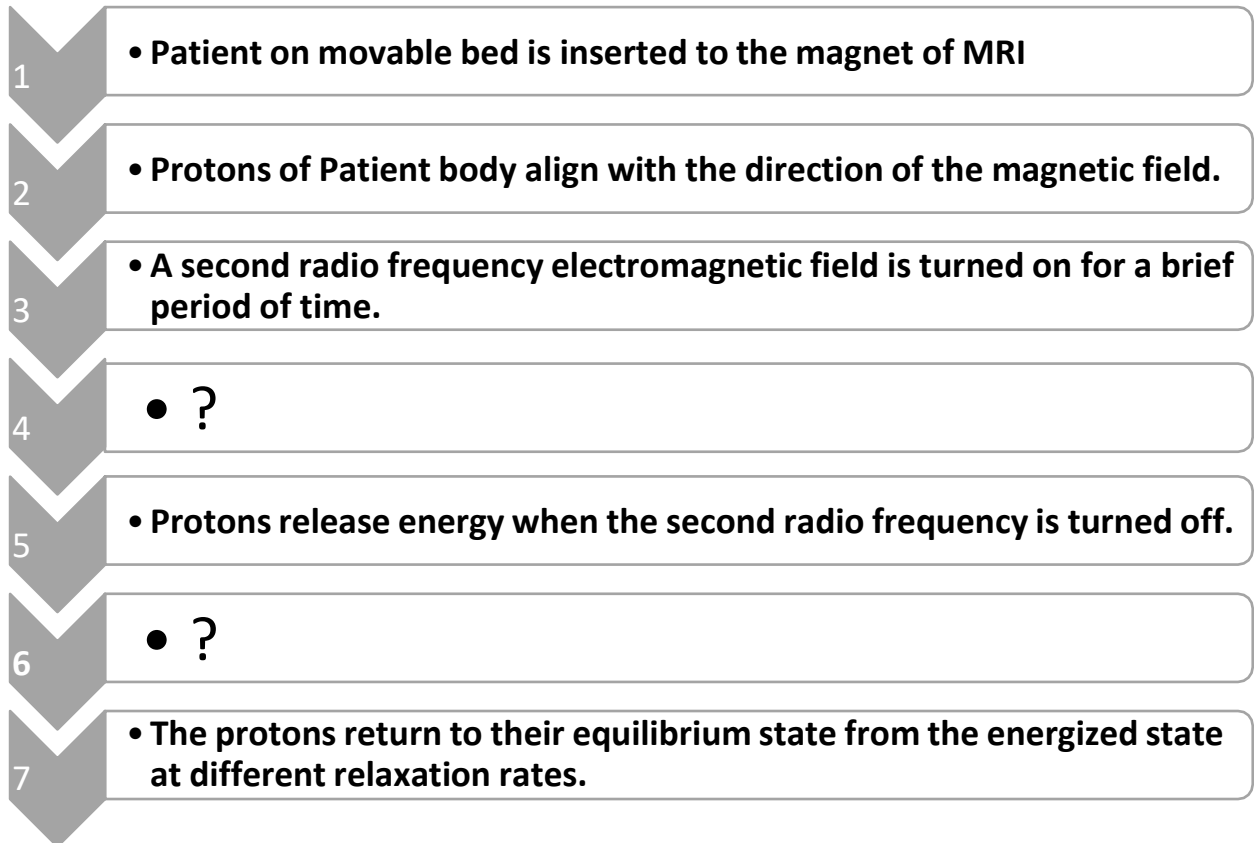 1
• Patient on movable bed is inserted to the magnet of MRI
2
• Protons of Patient body align with the direction of the magnetic field.
3
• A second radio frequency electromagnetic field is turned on for a brief
period of time.
4
• ?
5
• Protons release energy when the second radio frequency is turned off.
6
• ?
7
• The protons return to their equilibrium state from the energized state
at different relaxation rates.